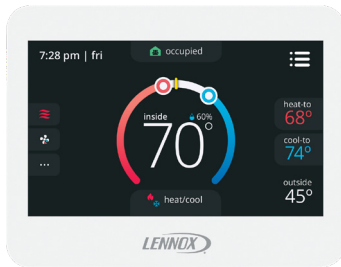 7:28 pm | fri
occupied
inside
60%
70°
heat-to
68°
cool-to
74°
outside
45°
heat/cool
LENNOX